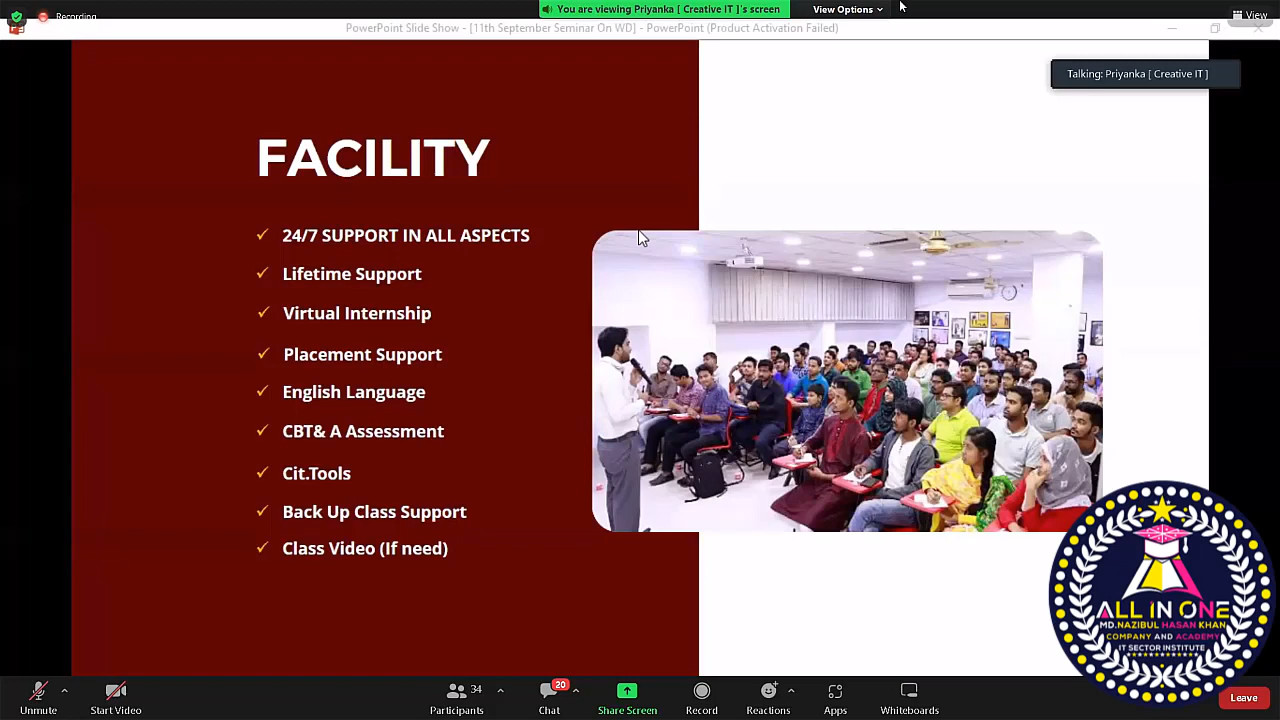 Recording
You are viewing Priyanka [ Creative IT ]'s screen
View Options
View
PowerPoint Slide Show - [11th September Seminar On WD] - PowerPoint (Product Activation Failed)
Talking: Priyanka [ Creative IT ]
FACILITY
✓ 24/7 SUPPORT IN ALL ASPECTS
✓ Lifetime Support
✓ Virtual Internship
✓ Placement Support
✓ English Language
✓ CBT& A Assessment
✓ Cit.Tools
✓ Back Up Class Support
✓ Class Video (If need)
ALL IN ONE
MD.NAZIBUL HASAN KHAN
COMPANY AND ACADEMY
IT SECTOR INSTITUTE
Unmute
Start Video
Participants 34
Chat 20
Share Screen
Record
Reactions
Apps
Whiteboards
Leave